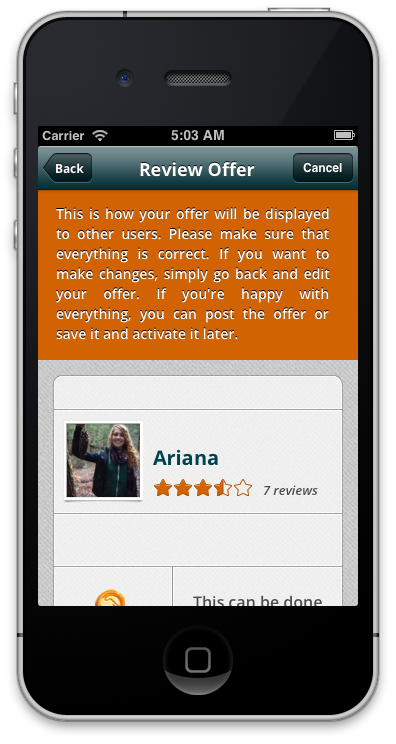 Carrier 5:03 AM
Back Review Offer Cancel
This is how your offer will be displayed
to other users. Please make sure that
everything is correct. If you want to
make changes, simply go back and edit
your offer. If you're happy with
everything, you can post the offer or
save it and activate it later.
Ariana
7 reviews
This can be done